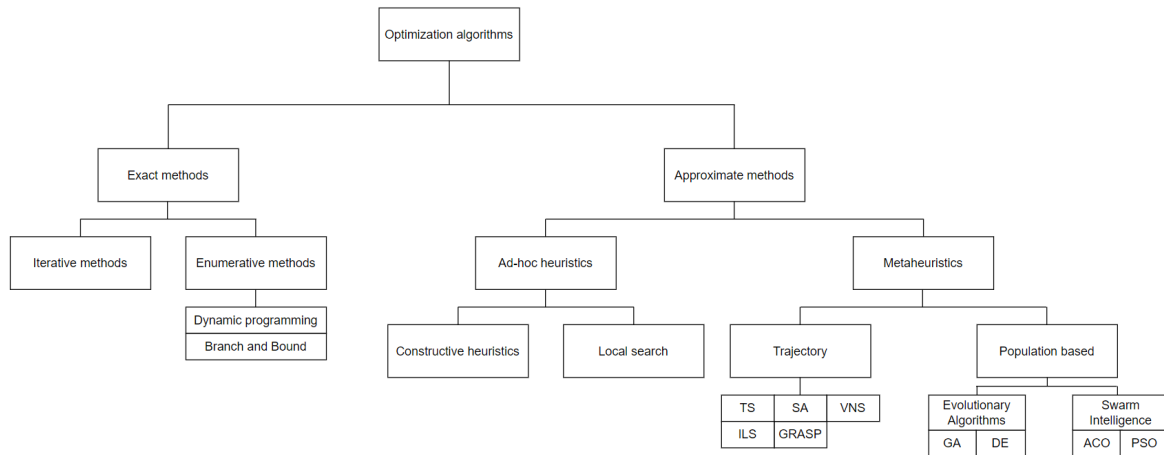 Optimization algorithms
Exact methods
Approximate methods
Iterative methods
Enumerative methods
Ad-hoc heuristics
Metaheuristics
Dynamic programming
Branch and Bound
Constructive heuristics
Local search
Trajectory
Population based
TS
SA
VNS
ILS
GRASP
Evolutionary
Algorithms
GA
DE
Swarm
Intelligence
ACO
PSO